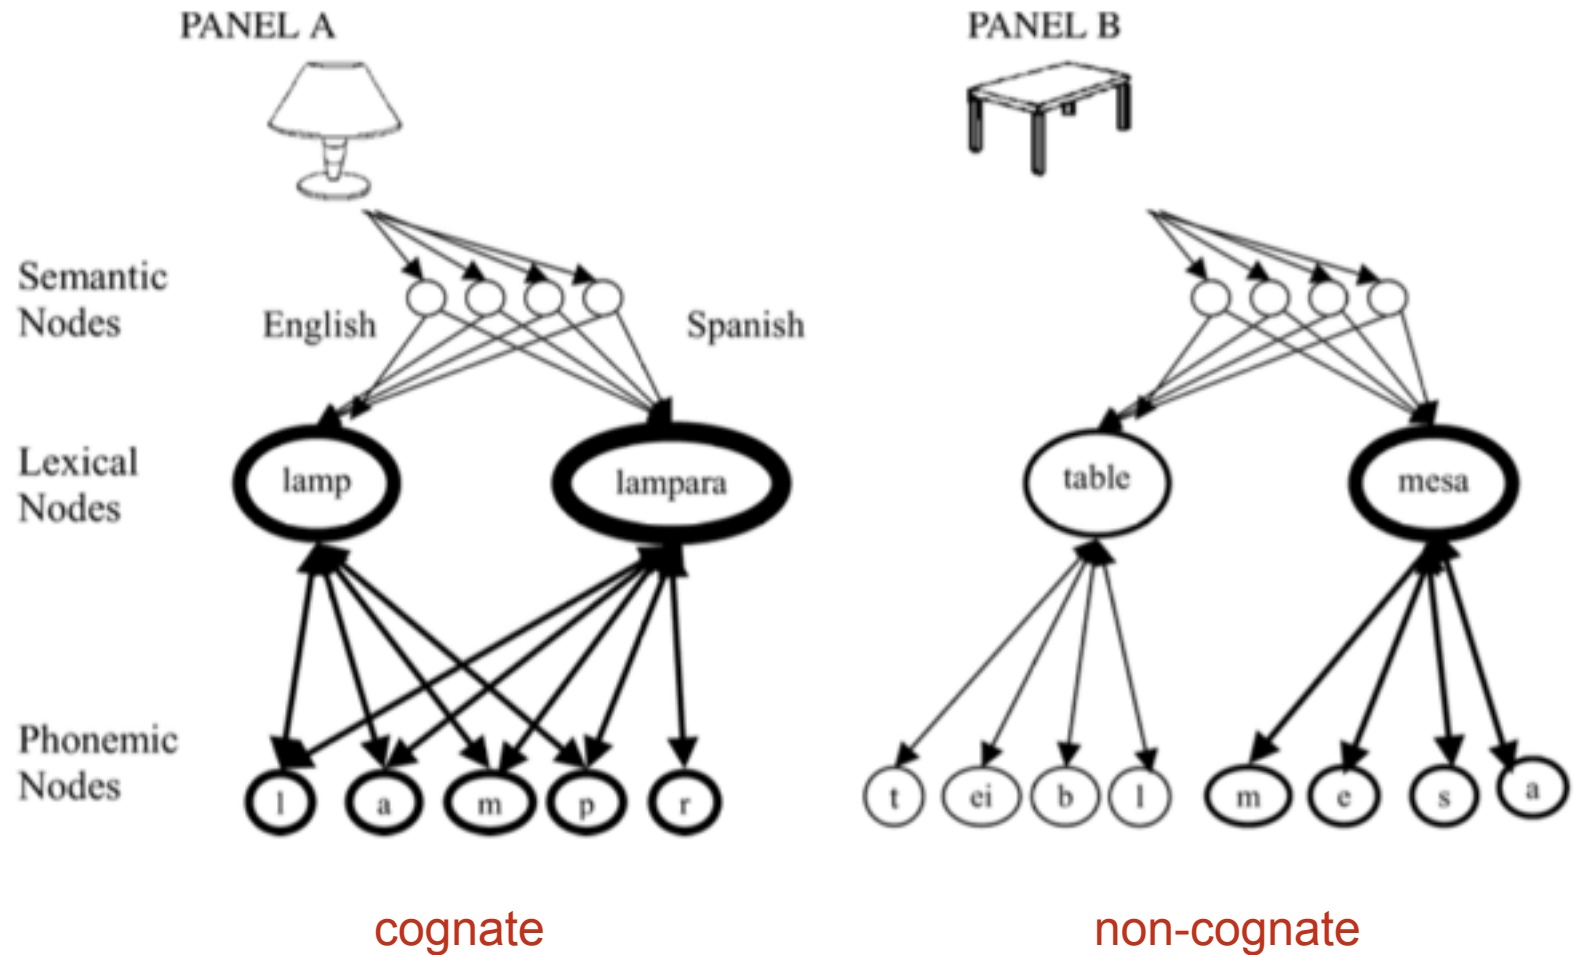 PANEL A
PANEL B
Semantic
Nodes
English
Spanish
Lexical
Nodes
lamp
lampara
table
mesa
Phonemic
Nodes
l
a
m
p
r
t
ei
b
l
m
e
s
a
cognate
non-cognate